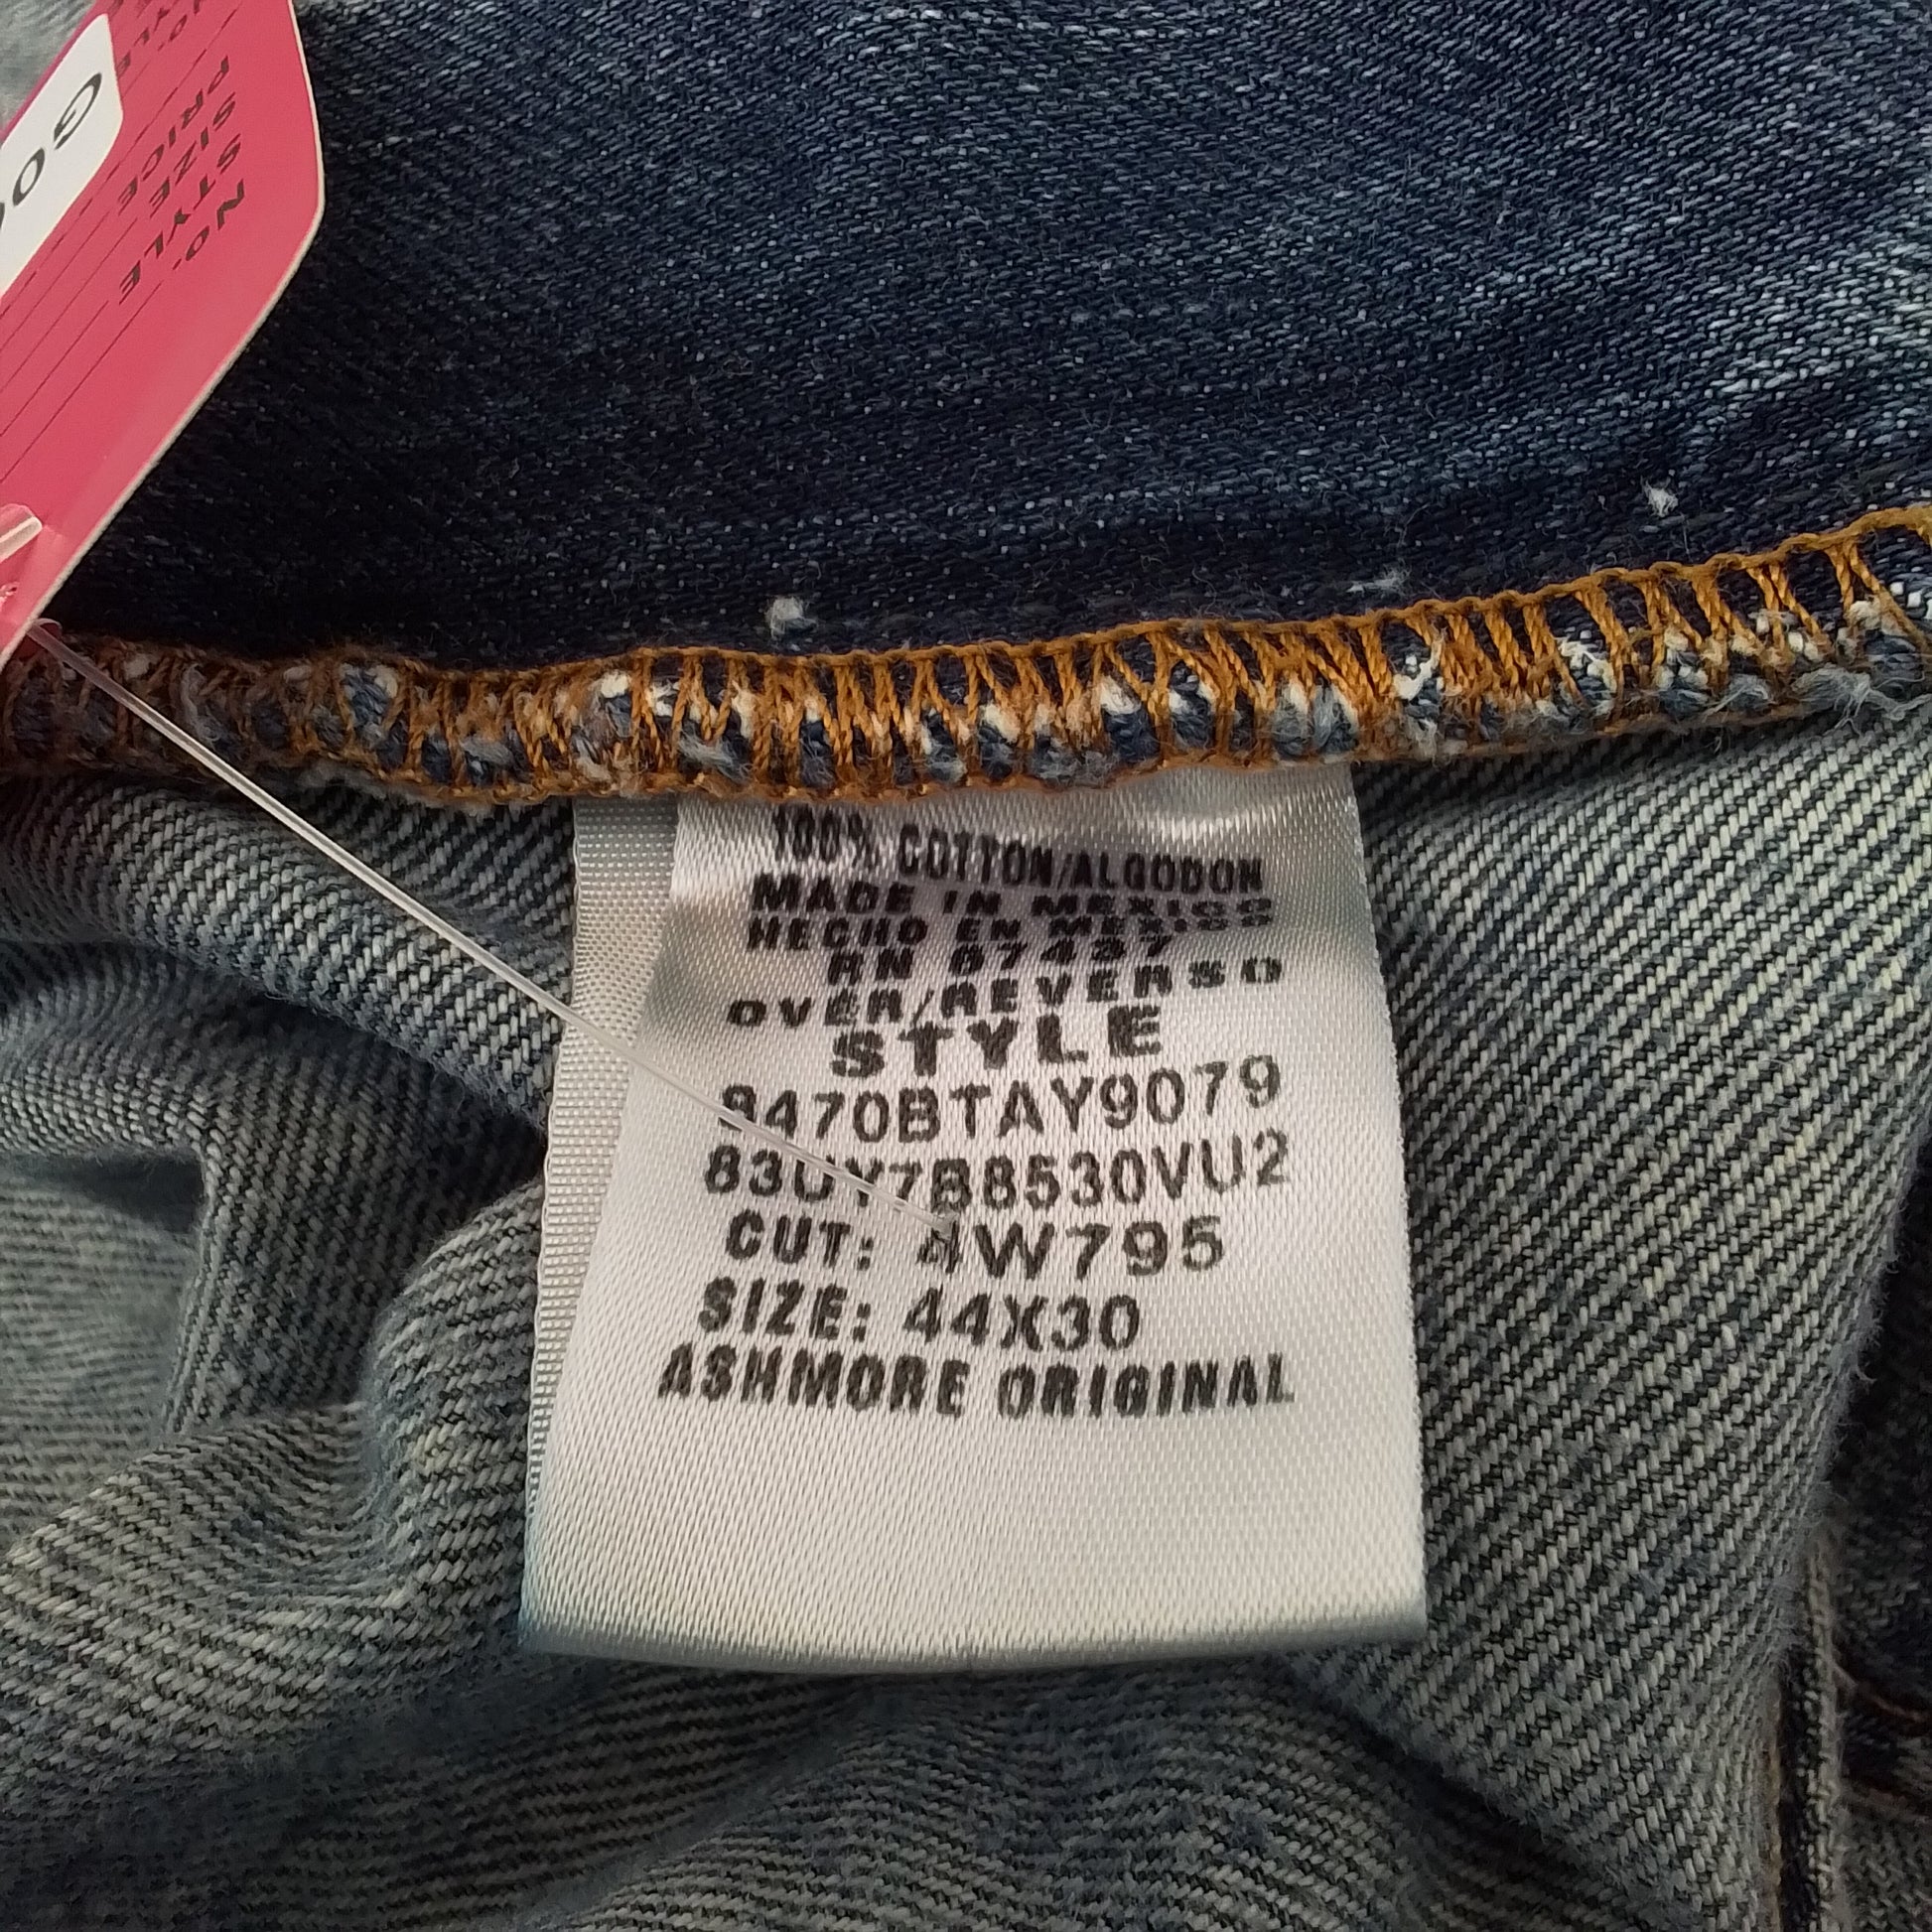 NO.
STYLE
SIZE
PRICE
100% COTTON/ALGODON
MADE IN MEXICO
HECHO EN MEXICO
RN 87437
OVER/REVERSO
STYLE
8470BTAY9079
83UY7B8530VU2
CUT: 4W795
SIZE: 44X30
ASHMORE ORIGINAL